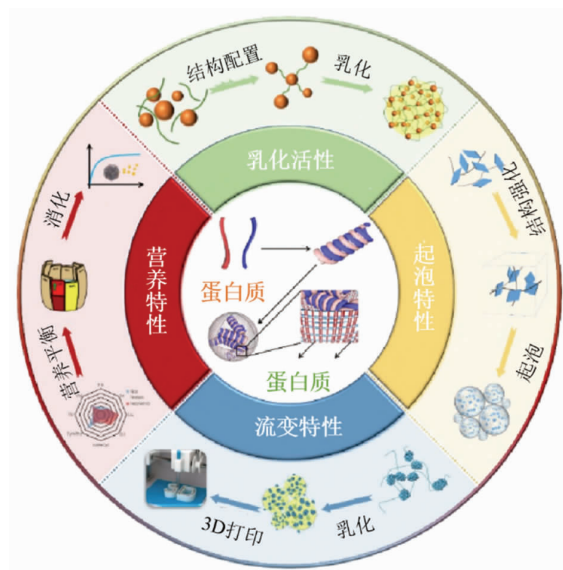 结构配置
乳化
乳化活性
结构强化
起泡
起泡特性
消化
营养平衡
营养特性
蛋白质
蛋白质
流变特性
乳化
3D打印